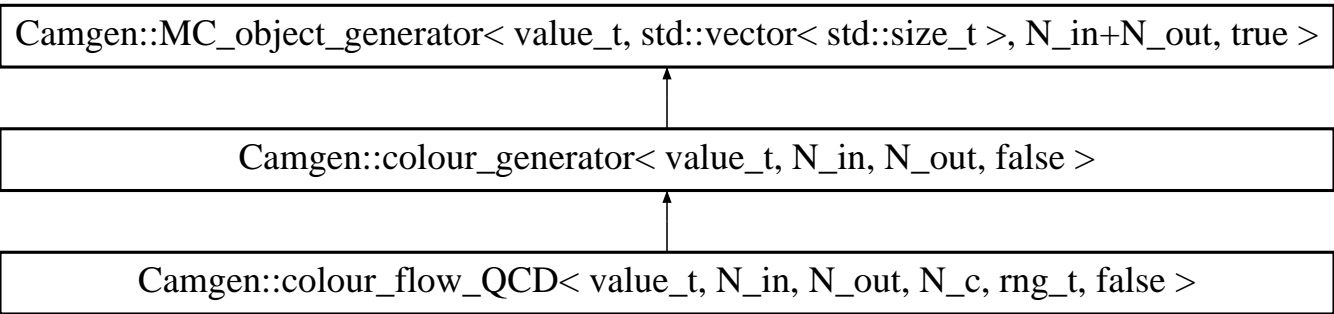 Camgen::MC_object_generator< value_t, std::vector< std::size_t >, N_in+N_out, true >
Camgen::colour_generator< value_t, N_in, N_out, false >
Camgen::colour_flow_QCD< value_t, N_in, N_out, N_c, rng_t, false >